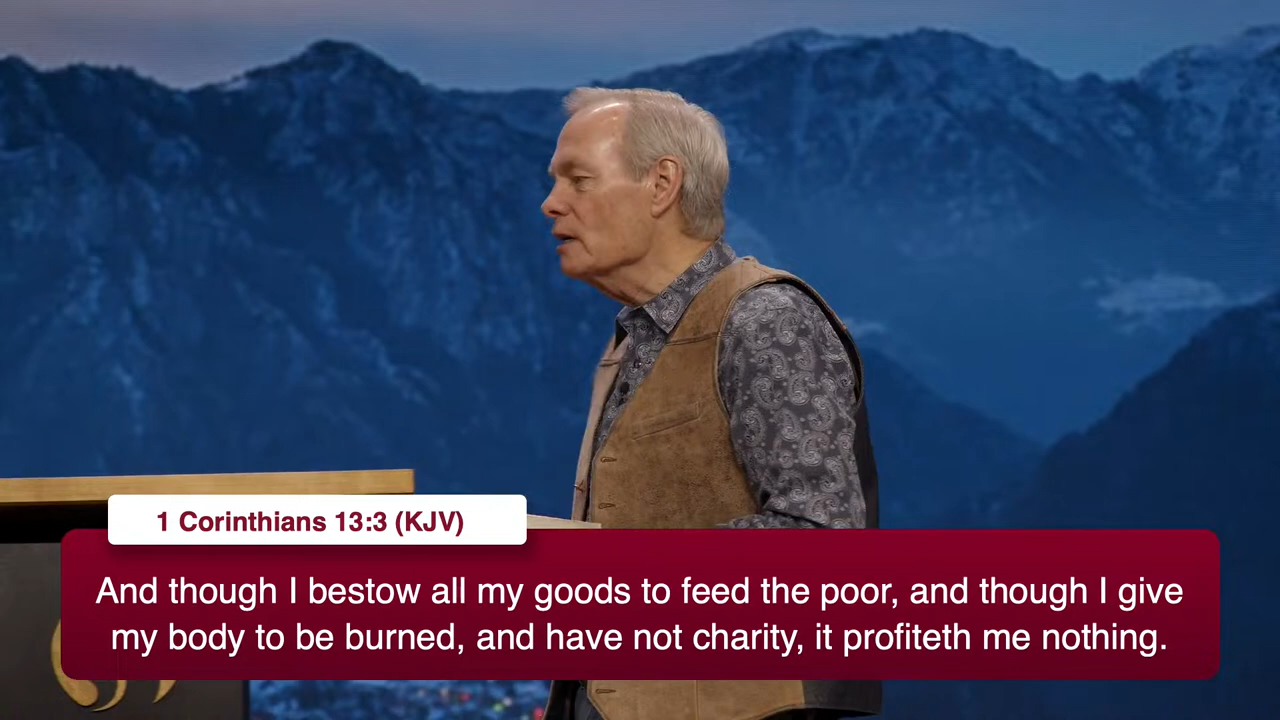 1 Corinthians 13:3 (KJV)
And though I bestow all my goods to feed the poor, and though I give
my body to be burned, and have not charity, it profiteth me nothing.